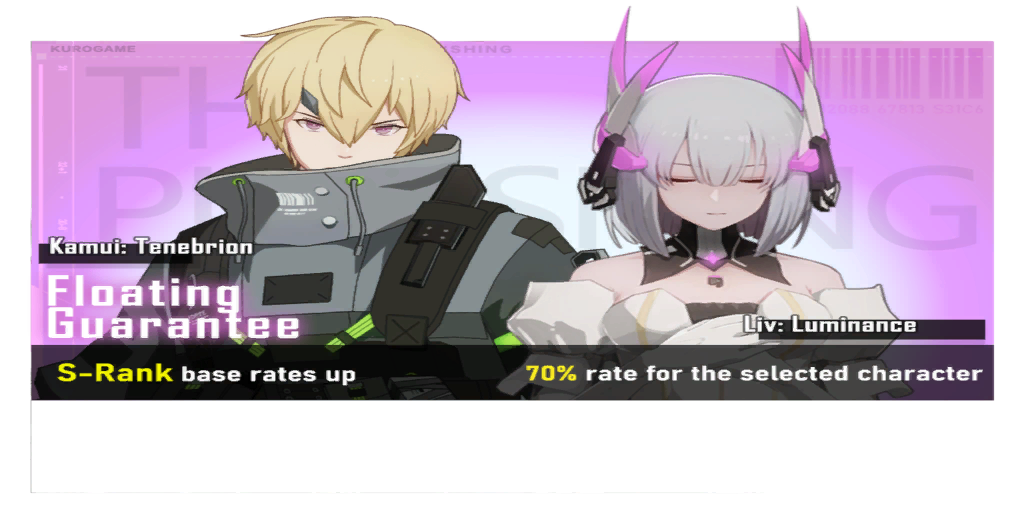 KUROGAME
Kamui: Tenebrion
Floating
Guarantee
Liv: Luminance
S-Rank base rates up
70% rate for the selected character